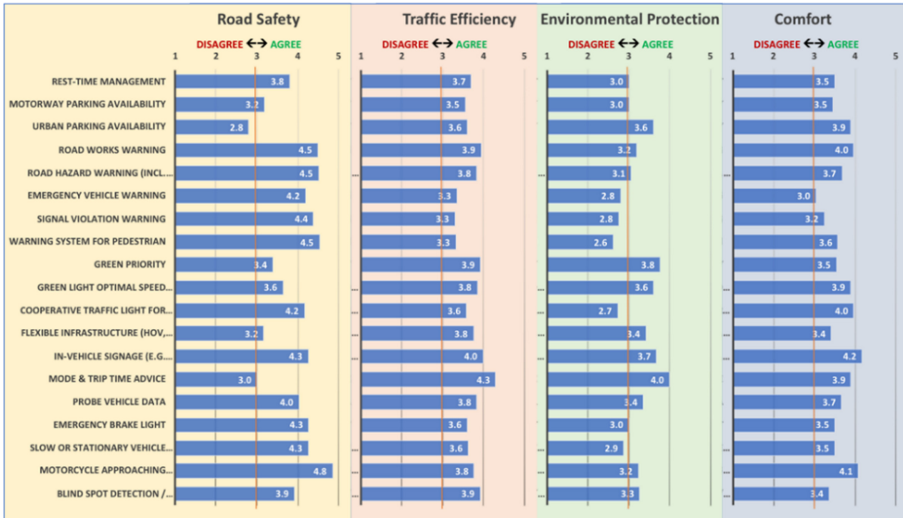 Road Safety Traffic Efficiency Environmental Protection Comfort
DISAGREE ↔ AGREE DISAGREE ↔ AGREE DISAGREE ↔ AGREE DISAGREE ↔ AGREE
1 2 3 4 5 1 2 3 4 5 1 2 3 4 5 1 2 3 4 5
REST-TIME MANAGEMENT 3.8 3.7 3.0 3.5
MOTORWAY PARKING AVAILABILITY 3.2 3.5 3.0 3.5
URBAN PARKING AVAILABILITY 2.8 3.6 3.6 3.9
ROAD WORKS WARNING 4.5 3.9 3.2 4.0
ROAD HAZARD WARNING (INCL... 4.5 ... 3.8 ... 3.1 ... 3.7
EMERGENCY VEHICLE WARNING 4.2 3.3 2.8 3.0
SIGNAL VIOLATION WARNING 4.4 3.3 2.8 3.2
WARNING SYSTEM FOR PEDESTRIAN 4.5 3.3 2.6 3.6
GREEN PRIORITY 3.4 3.9 3.8 3.5
GREEN LIGHT OPTIMAL SPEED... 3.6 ... 3.8 ... 3.6 ... 3.9
COOPERATIVE TRAFFIC LIGHT FOR... 4.2 ... 3.6 ... 2.7 ... 4.0
FLEXIBLE INFRASTRUCTURE (HOV,... 3.2 ... 3.8 ... 3.4 ... 3.4
IN-VEHICLE SIGNAGE (E.G... 4.3 ... 4.0 ... 3.7 ... 4.2
MODE & TRIP TIME ADVICE 3.0 4.3 4.0 3.9
PROBE VEHICLE DATA 4.0 3.8 3.4 3.7
EMERGENCY BRAKE LIGHT 4.3 3.6 3.0 3.5
SLOW OR STATIONARY VEHICLE... 4.3 ... 3.6 ... 2.9 ... 3.5
MOTORCYCLE APPROACHING... 4.8 ... 3.8 ... 3.2 ... 4.1
BLIND SPOT DETECTION /... 3.9 ... 3.9 ... 3.3 ... 3.4